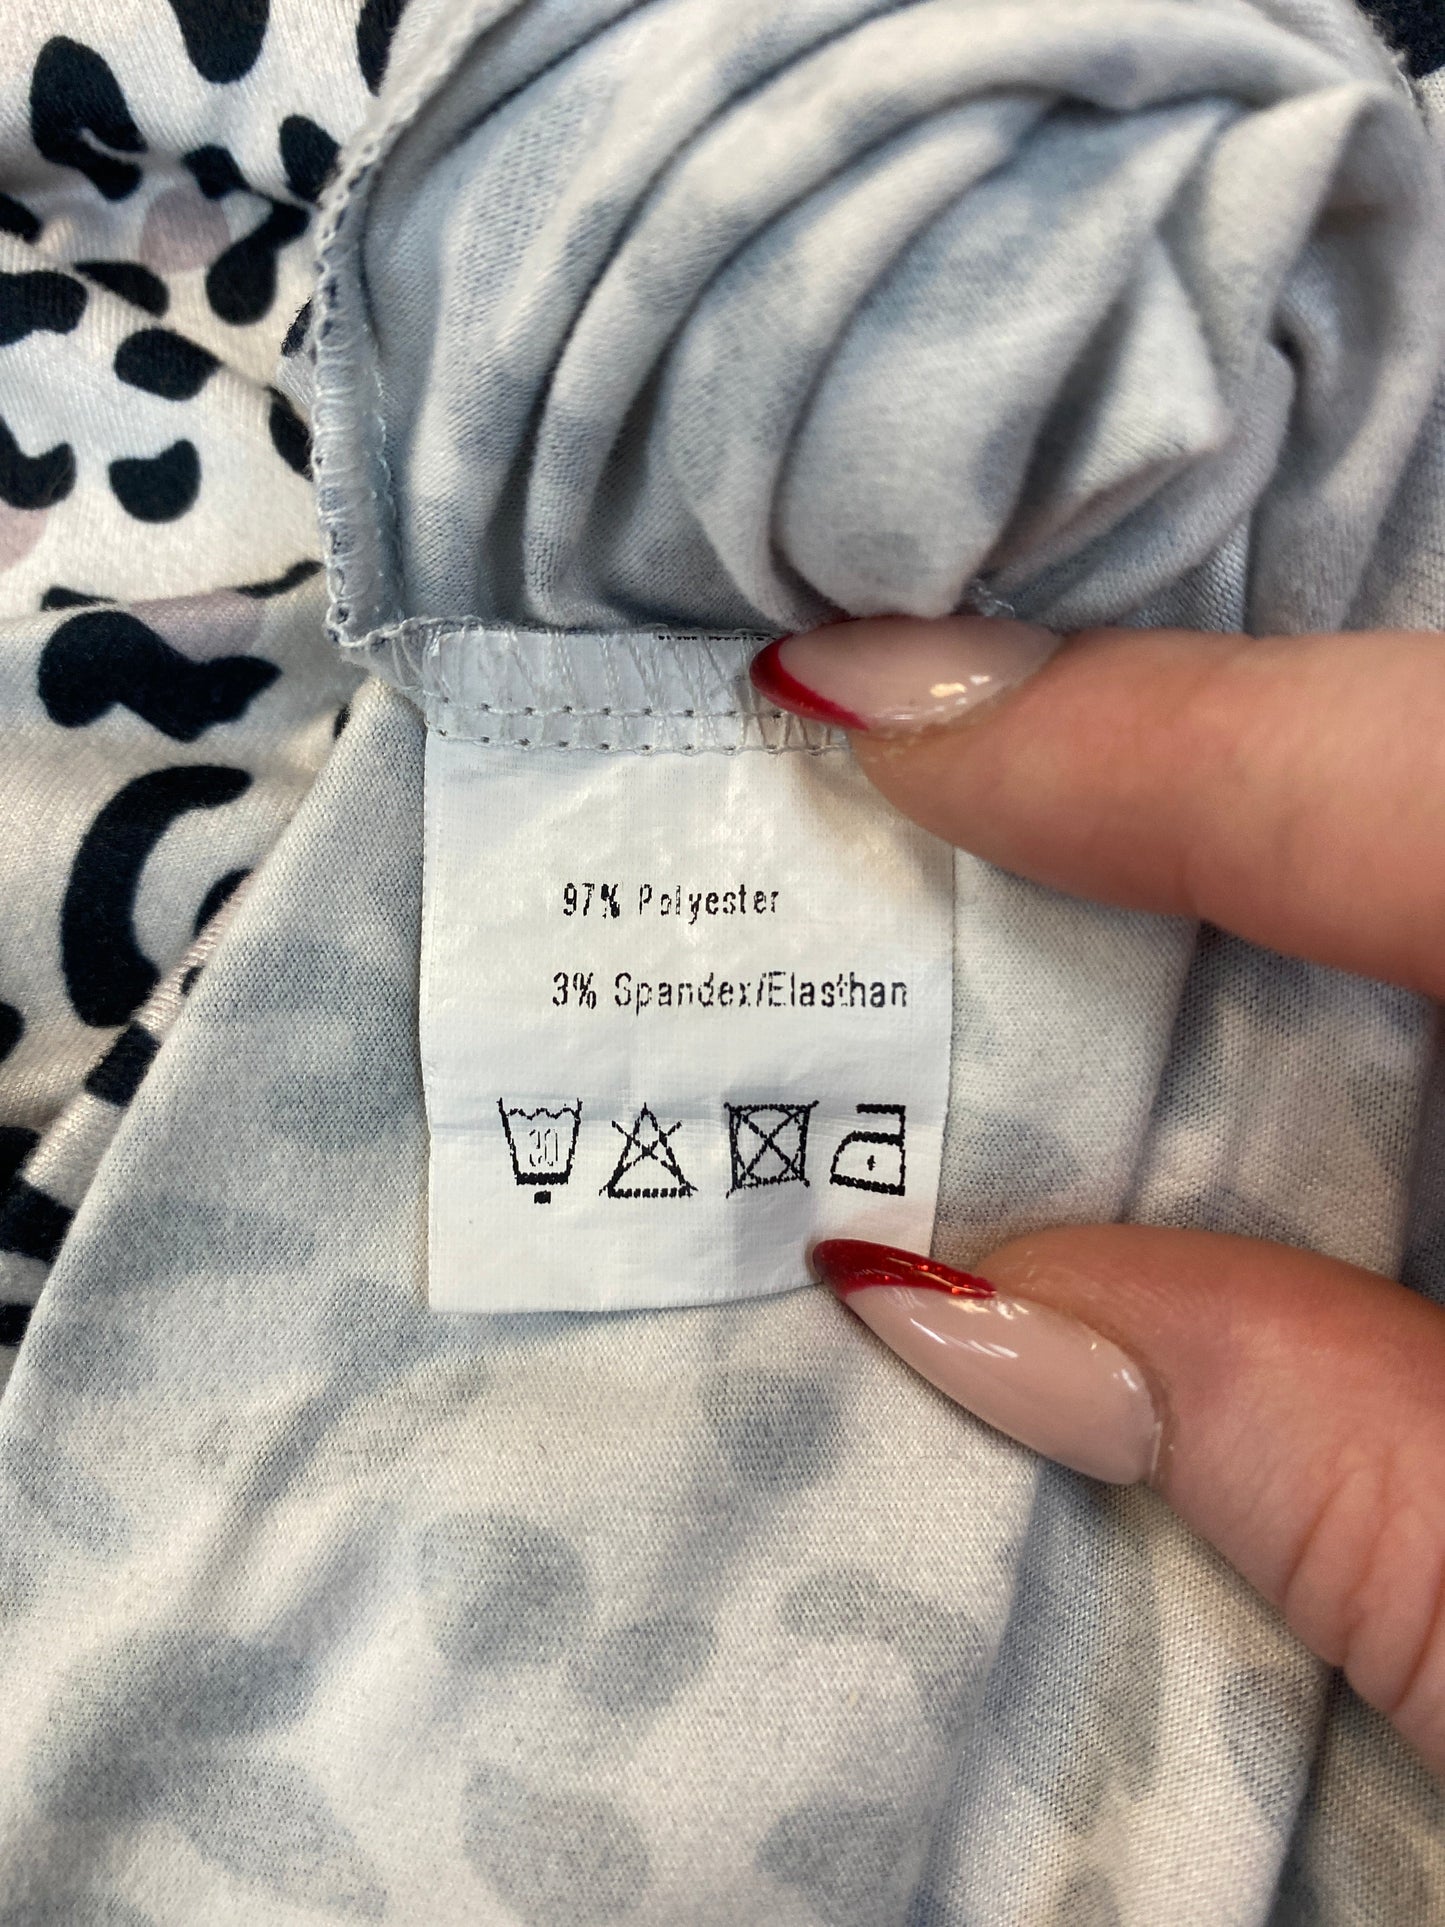 97% Polyester
3% Spandex/Elasthan
30